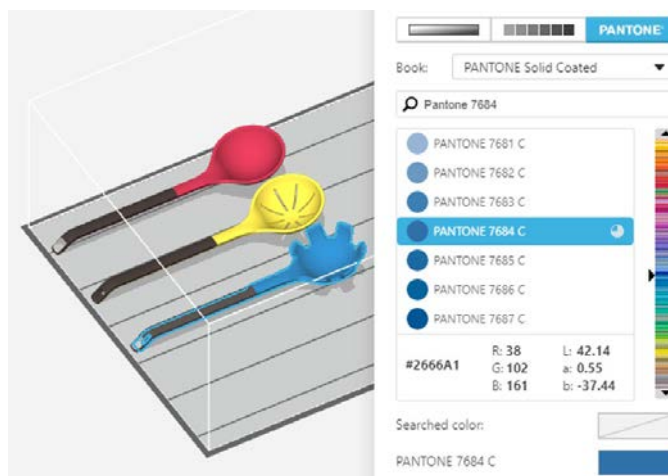 PANTONE
Book: PANTONE Solid Coated
Pantone 7684
PANTONE 7681 C
PANTONE 7682 C
PANTONE 7683 C
PANTONE 7684 C
PANTONE 7685 C
PANTONE 7686 C
PANTONE 7687 C
#2666A1
R: 38 L: 42.14
G: 102 a: 0.55
B: 161 b: -37.44
Searched color:
PANTONE 7684 C